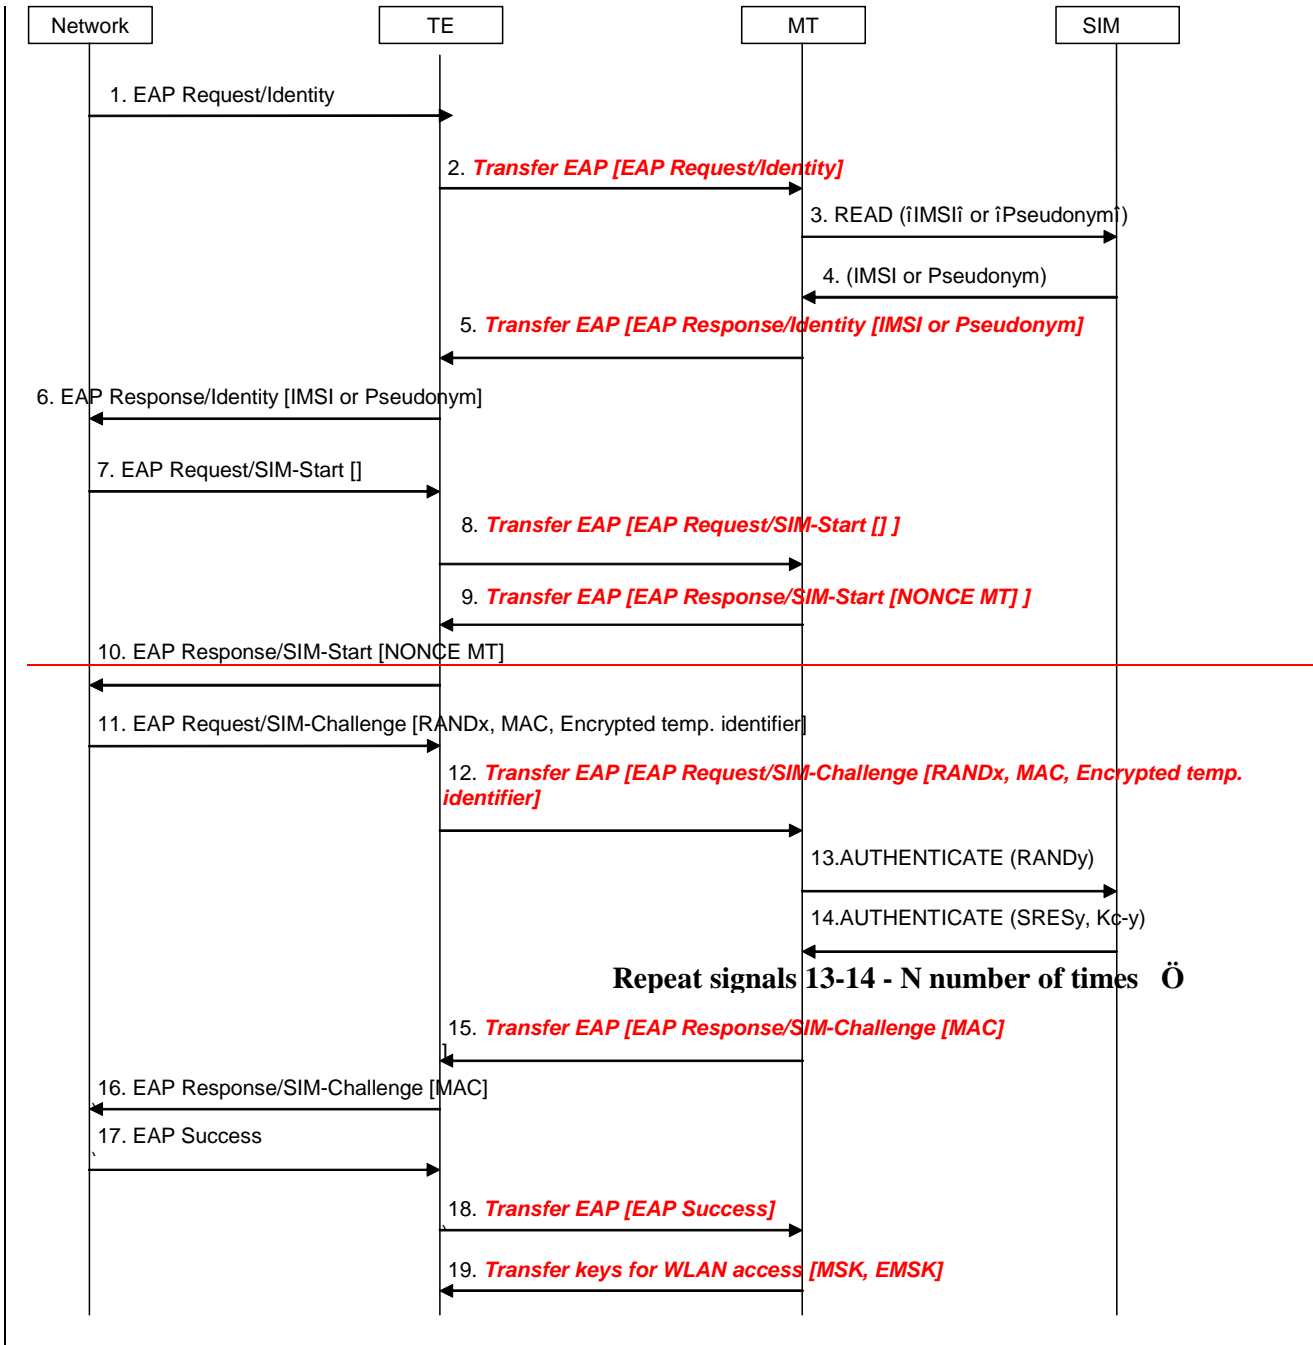 Network TE MT SIM
1. EAP Request/Identity
2. Transfer EAP [EAP Request/Identity]
3. READ (îIMSIî or îPseudonymî)
4. (IMSI or Pseudonym)
5. Transfer EAP [EAP Response/Identity [IMSI or Pseudonym]
6. EAP Response/Identity [IMSI or Pseudonym]
7. EAP Request/SIM-Start []
8. Transfer EAP [EAP Request/SIM-Start [] ]
9. Transfer EAP [EAP Response/SIM-Start [NONCE MT] ]
10. EAP Response/SIM-Start [NONCE MT]
11. EAP Request/SIM-Challenge [RANDx, MAC, Encrypted temp. identifier]
12. Transfer EAP [EAP Request/SIM-Challenge [RANDx, MAC, Encrypted temp.
identifier]
13.AUTHENTICATE (RANDy)
14.AUTHENTICATE (SRESy, Kc-y)
Repeat signals 13-14 - N number of times Ö
15. Transfer EAP [EAP Response/SIM-Challenge [MAC]
]
16. EAP Response/SIM-Challenge [MAC]
`
17. EAP Success
`
18. Transfer EAP [EAP Success]
`
19. Transfer keys for WLAN access [MSK, EMSK]